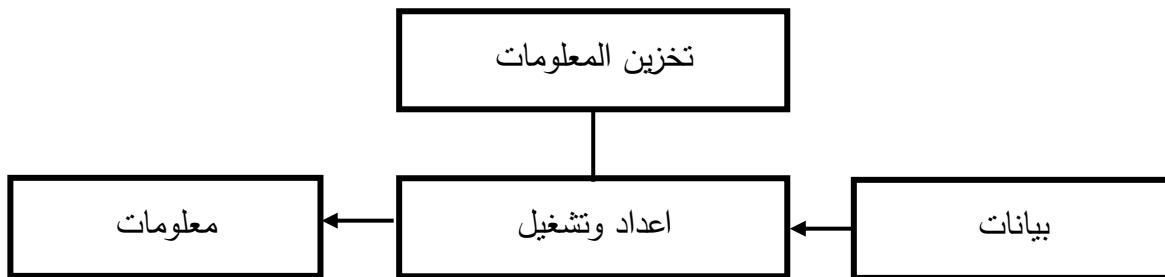 تخزين المعلومات
بيانات
اعداد وتشغيل
معلومات